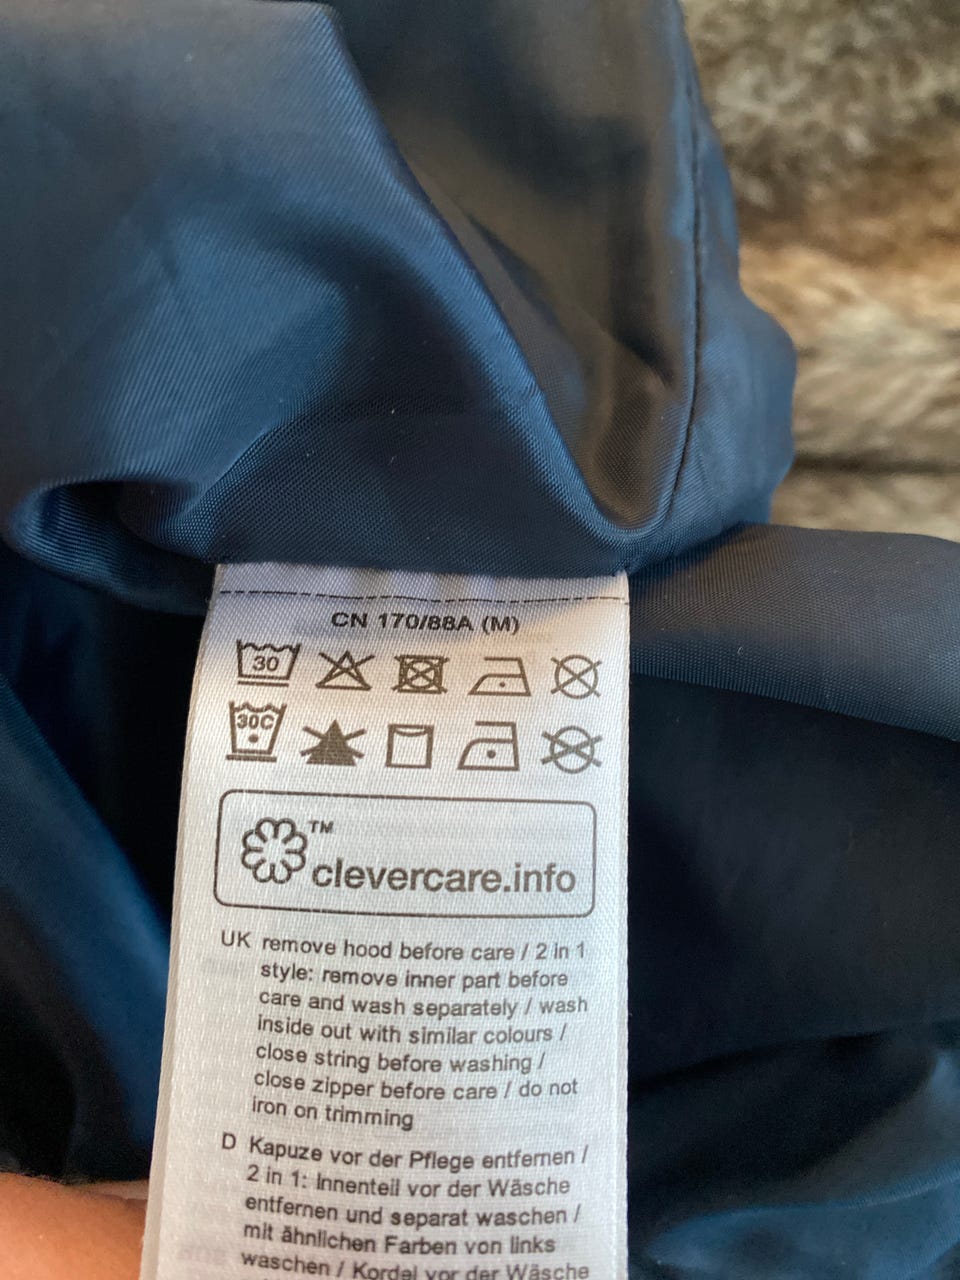 CN 170/88A (M)
30
30C
TM
clevercare.info
UK remove hood before care / 2 in 1
style: remove inner part before
care and wash separately / wash
inside out with similar colours /
close string before washing /
close zipper before care / do not
iron on trimming
D Kapuze vor der Pflege entfernen /
2 in 1: Innenteil vor der Wäsche
entfernen und separat waschen /
mit ähnlichen Farben von links
waschen / Kordel vor der Wäsche